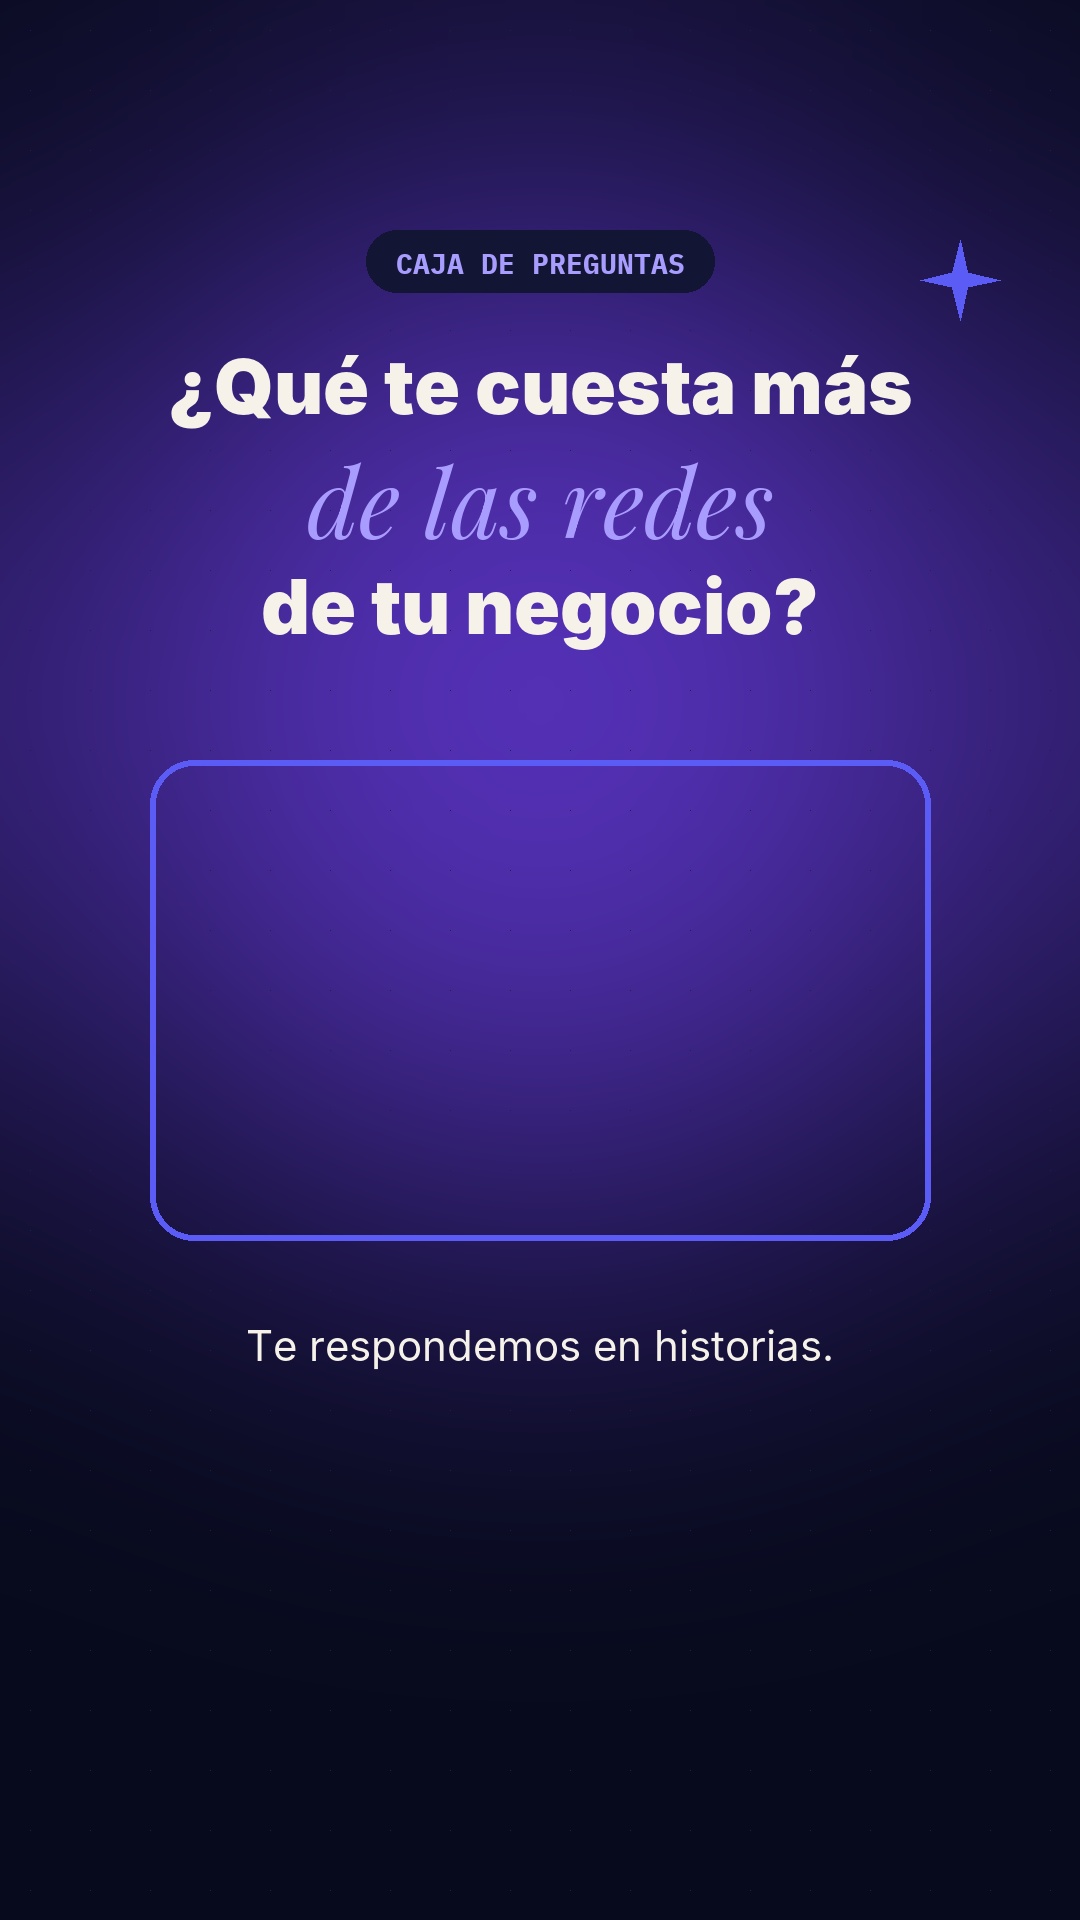 CAJA DE PREGUNTAS
¿Qué te cuesta más
de las redes
de tu negocio?
Te respondemos en historias.